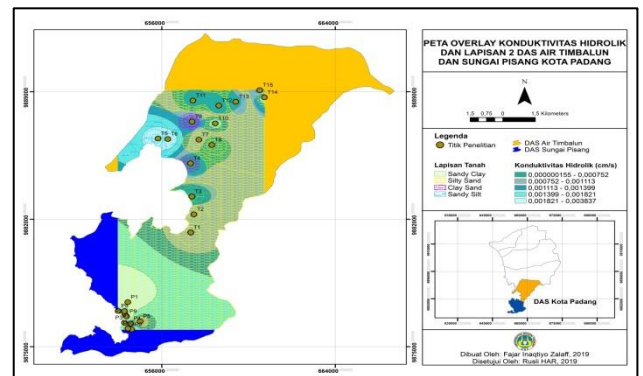 PETA OVERLAY KONDUKTIVITAS HIDROLIK
DAN LAPISAN 2 DAS AIR TIMBALUN
DAN SUNGAI PISANG KOTA PADANG
N
1,5 0,75 0 1,5 Kilometers
Legenda
Titik Penelitian
DAS Air Timbalun
DAS Sungai Pisang
Lapisan Tanah
Sandy Clay
Silty Sand
Clay Sand
Sandy Silt
Konduktivitas Hidrolik (cm/s)
0,000000155 - 0,000752
0,000752 - 0,001113
0,001113 - 0,001399
0,001399 - 0,001821
0,001821 - 0,003837
DAS Kota Padang
Dibuat Oleh: Fajar Inaqtiyo Zalaff, 2019
Disetujui Oleh: Rusli HAR, 2019
656000
664000
T15
T14
T13
T11
T10
T7
T8
T5
T6
T3
T2
T1
P1
656000
664000